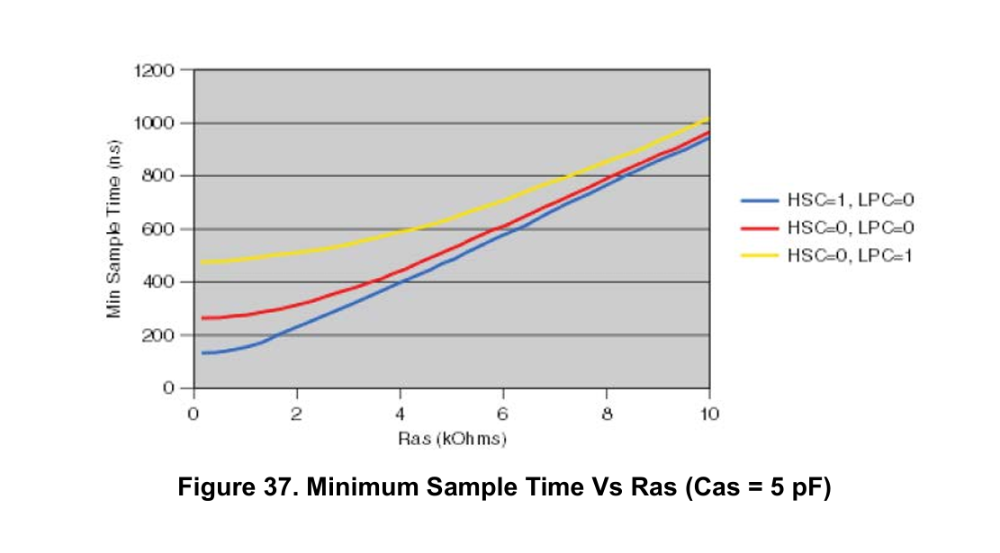 1200
1000
800
600
400
200
0
Min Sample Time (ns)
0 2 4 6 8 10
Ras (kOhms)
HSC=1, LPC=0
HSC=0, LPC=0
HSC=0, LPC=1
Figure 37. Minimum Sample Time Vs Ras (Cas = 5 pF)